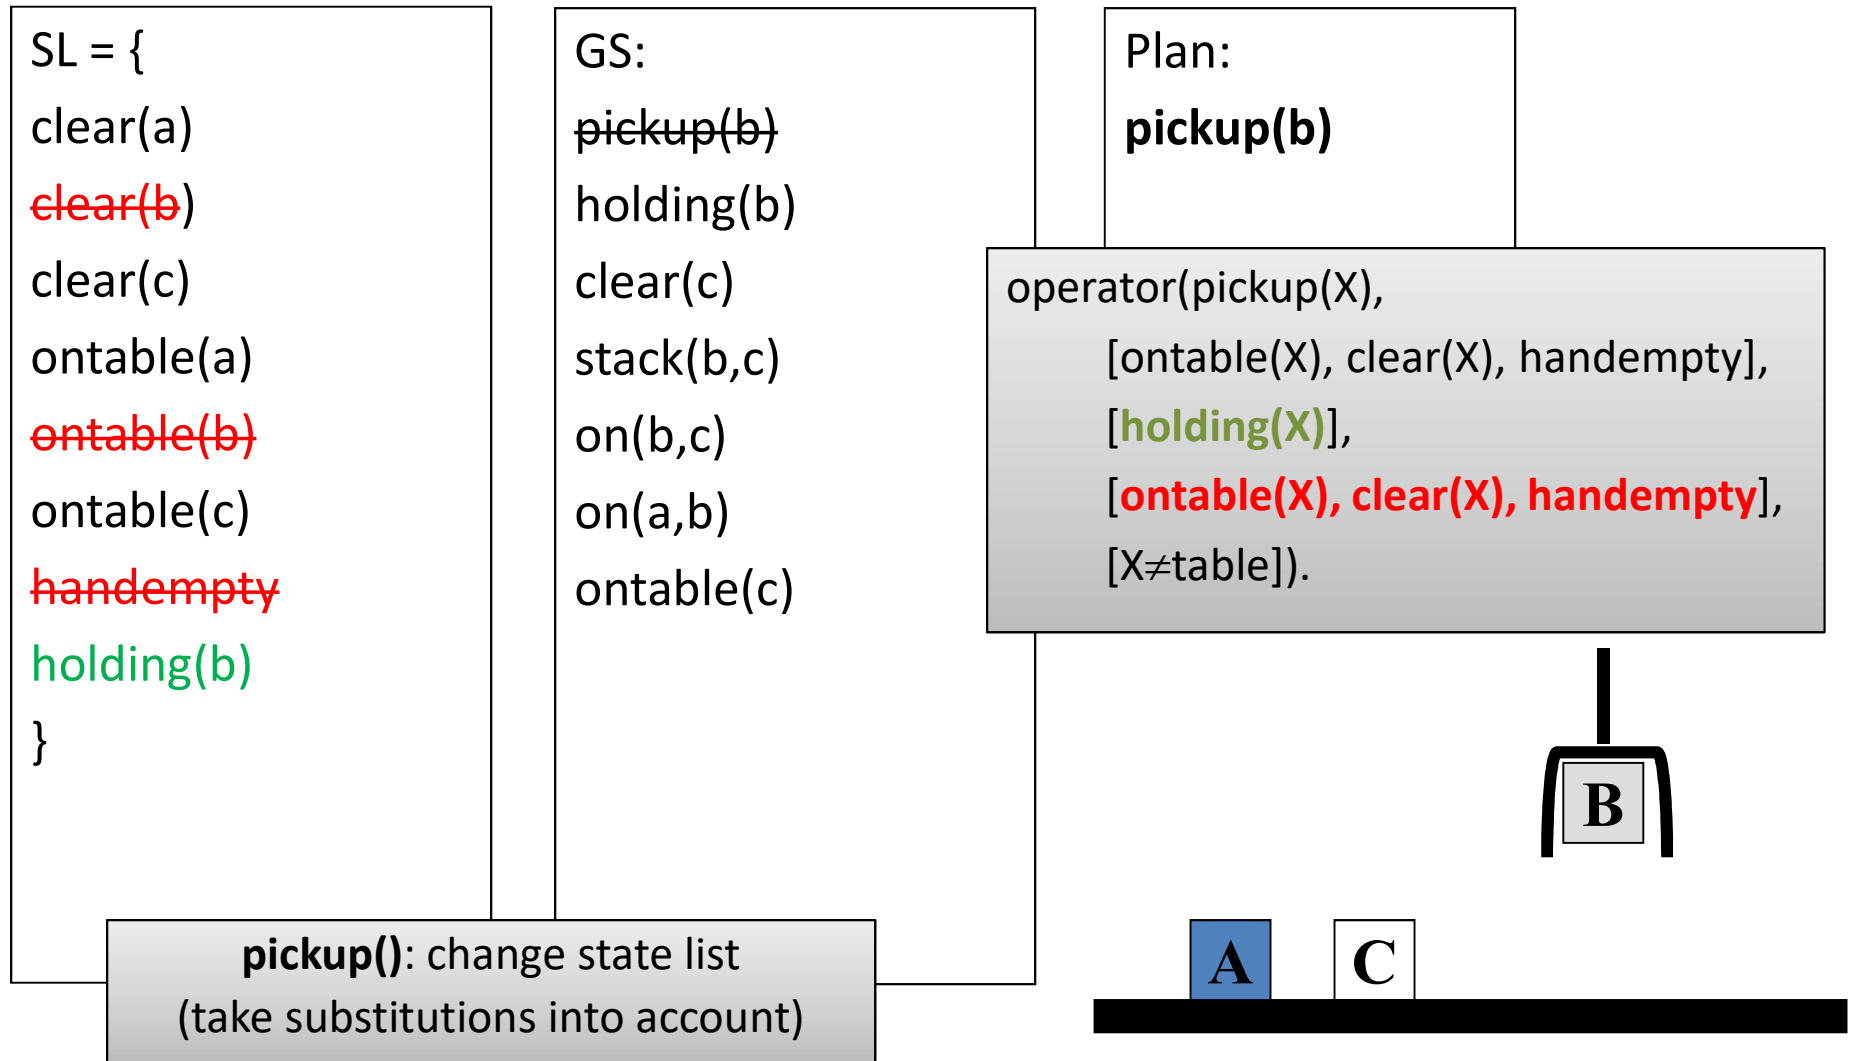 SL = {
clear(a)
clear(b)
clear(c)
ontable(a)
ontable(b)
ontable(c)
handempty
holding(b)
}
GS:
pickup(b)
holding(b)
clear(c)
stack(b,c)
on(b,c)
on(a,b)
ontable(c)
Plan:
pickup(b)
operator(pickup(X),
[ontable(X), clear(X), handempty],
[holding(X)],
[ontable(X), clear(X), handempty],
[X≠table]).
B
A C
pickup(): change state list
(take substitutions into account)